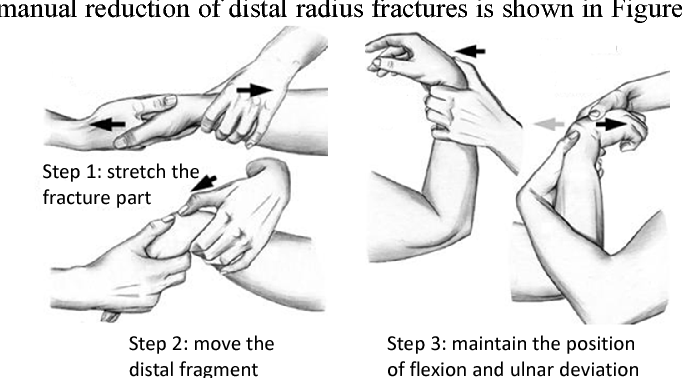 manual reduction of distal radius fractures is shown in Figure
Step 1: stretch the
fracture part
Step 2: move the
distal fragment
Step 3: maintain the position
of flexion and ulnar deviation